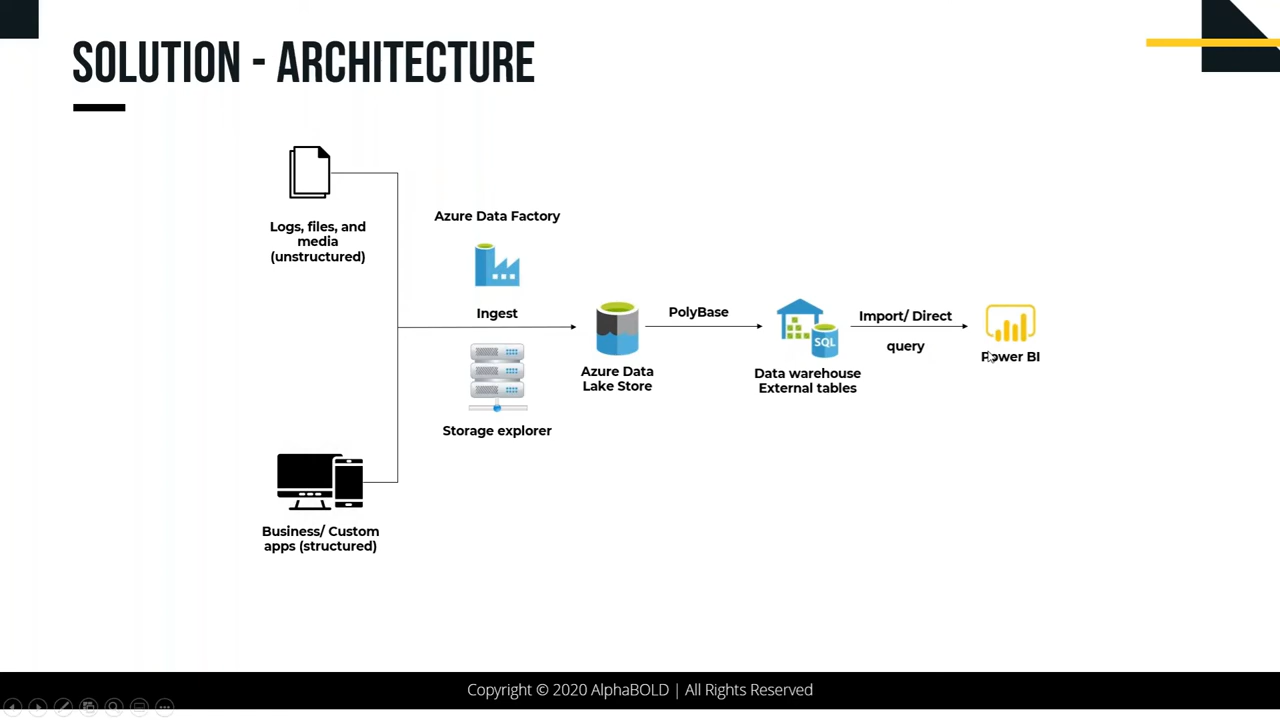 SOLUTION - ARCHITECTURE
Logs, files, and
media
(unstructured)
Azure Data Factory
Ingest
Storage explorer
Business/ Custom
apps (structured)
Azure Data
Lake Store
PolyBase
SQL
Data warehouse
External tables
Import/ Direct
query
Power BI
Copyright © 2020 AlphaBOLD | All Rights Reserved